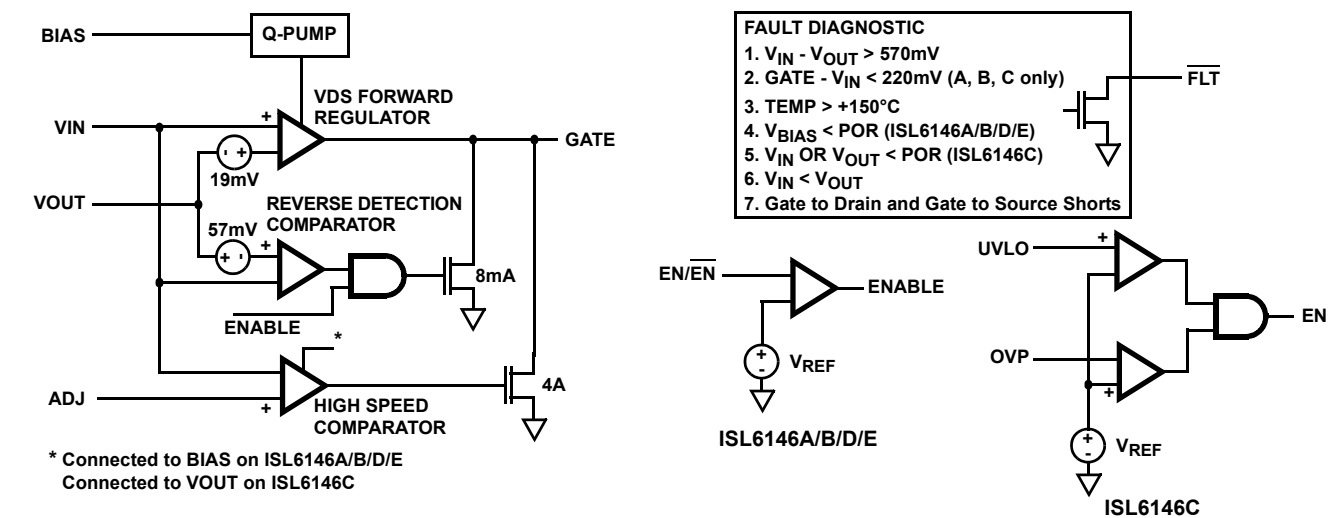 BIAS
Q-PUMP
VDS FORWARD
REGULATOR
VIN
+
GATE
- +
19mV
VOUT
REVERSE DETECTION
COMPARATOR
57mV
+
+ -
8mA
ENABLE
*
4A
ADJ
+
HIGH SPEED
COMPARATOR
* Connected to BIAS on ISL6146A/B/D/E
Connected to VOUT on ISL6146C
FAULT DIAGNOSTIC
1. VIN - VOUT > 570mV
2. GATE - VIN < 220mV (A, B, C only)
3. TEMP > +150°C
4. VBIAS < POR (ISL6146A/B/D/E)
5. VIN OR VOUT < POR (ISL6146C)
6. VIN < VOUT
7. Gate to Drain and Gate to Source Shorts
FLT
EN/EN
ENABLE
+
-
VREF
ISL6146A/B/D/E
UVLO
+
EN
OVP
+
+
-
VREF
ISL6146C